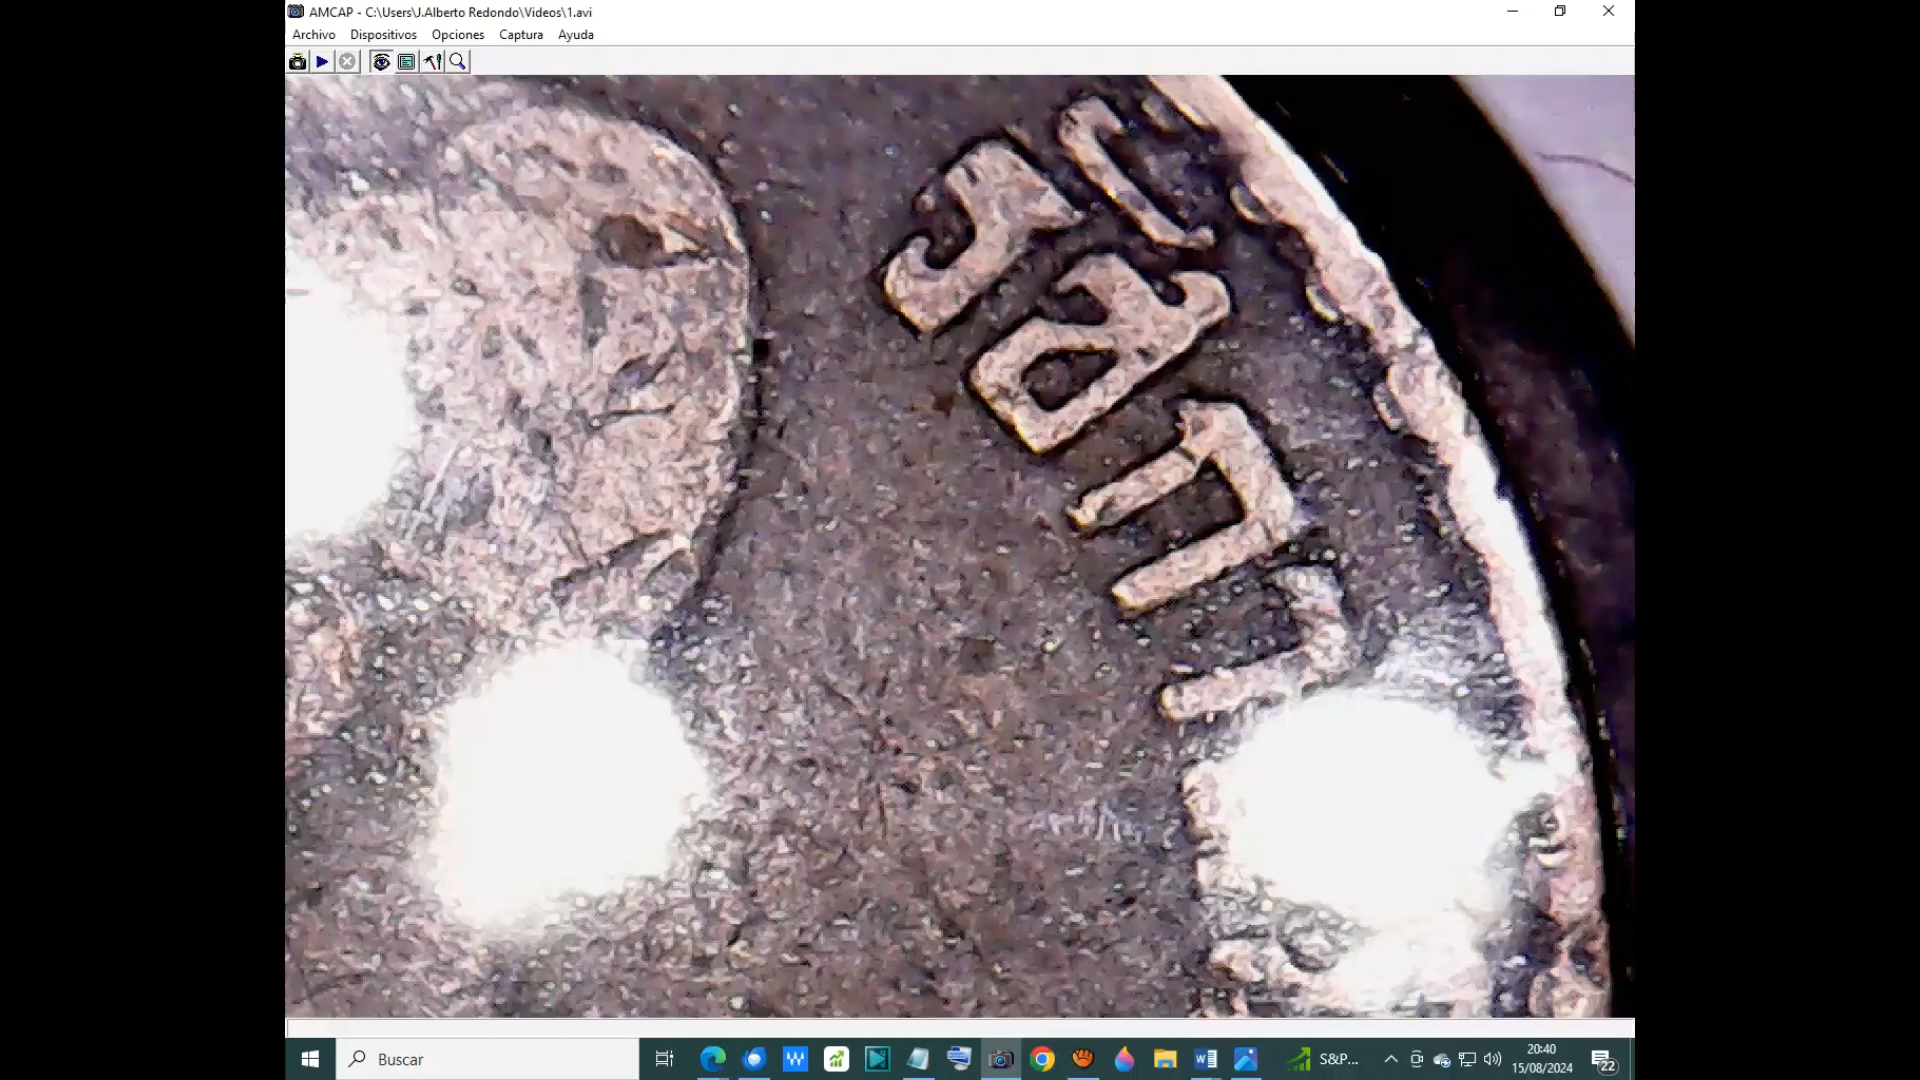 AMCAP - C:\Users\J.Alberto Redondo\Videos\1.avi
Archivo Dispositivos Opciones Captura Ayuda
Buscar
S&P...
20:40
15/08/2024
22